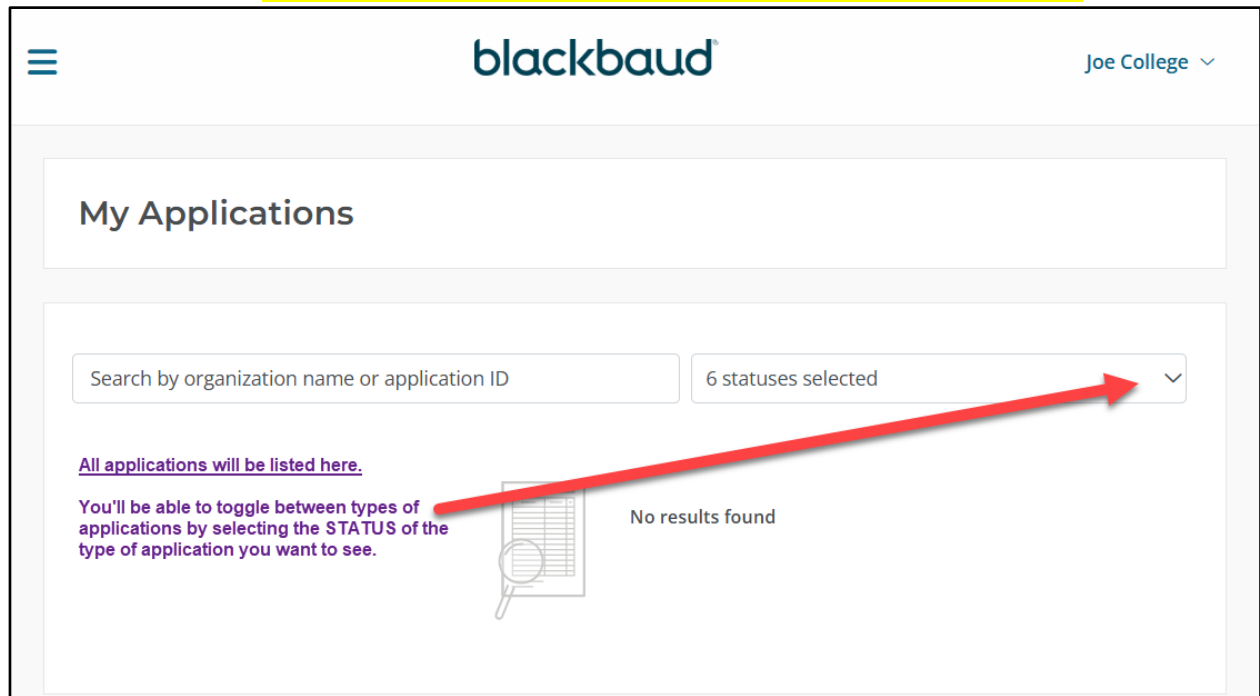 blackbaud
Joe College
My Applications
Search by organization name or application ID
6 statuses selected
All applications will be listed here.
You'll be able to toggle between types of
applications by selecting the STATUS of the
type of application you want to see.
No results found